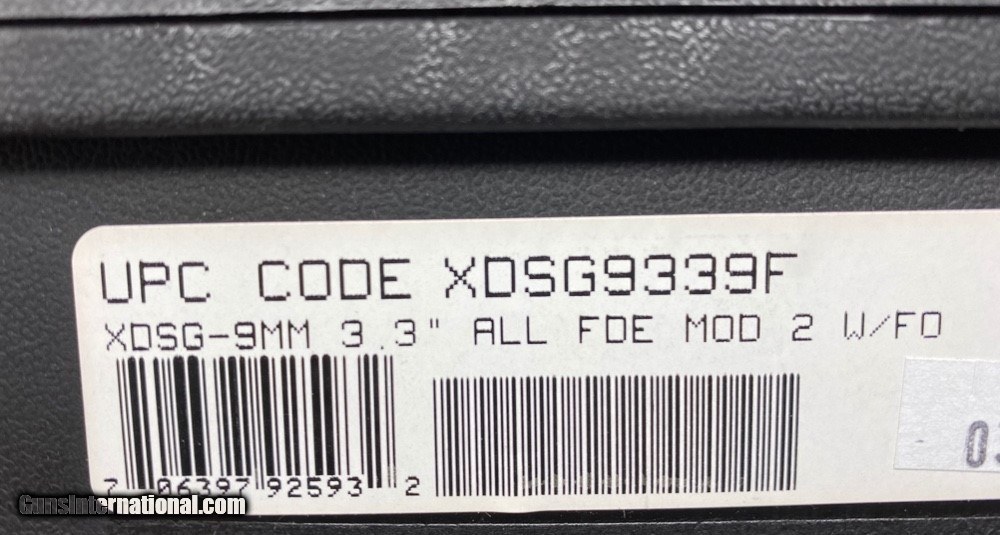 UPC CODE XDSG9339F
XDSG-9MM 3.3" ALL FDE MOD 2 W/FO
7 06397 92593 2
GunsInternational.com